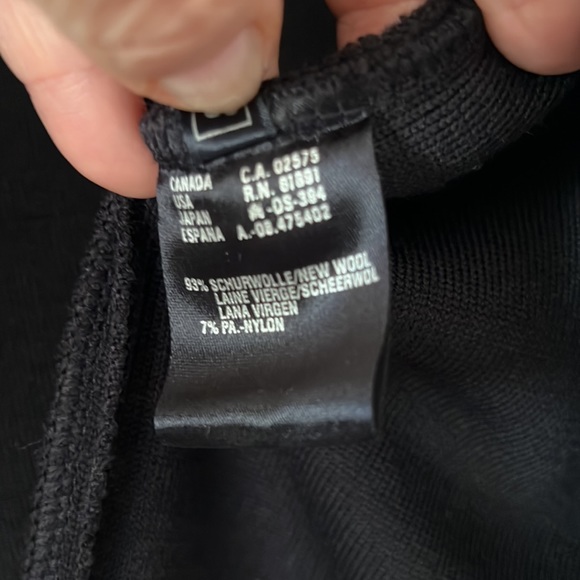 CANADA C.A. 02575
USA R.N. 81891
JAPAN OS-384
ESPANA A.-08.475402
93% SCHURWOLLE/NEW WOOL
LAINE VIERGE/SCHEERWOL
LANA VIRGEN
7% PA.-NYLON